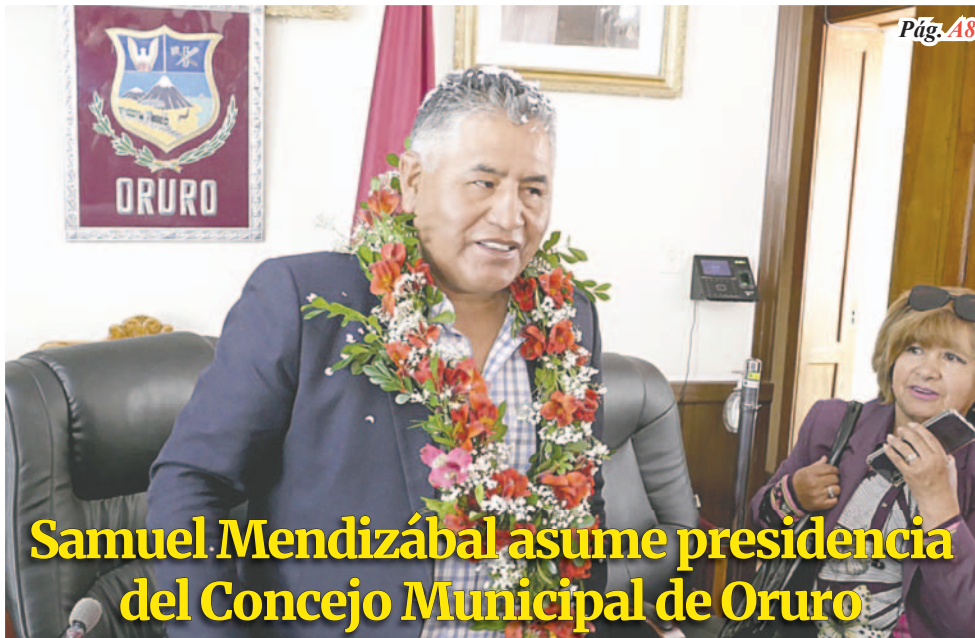 Pág. A8
ORURO
Samuel Mendizábal asume presidencia
del Concejo Municipal de Oruro